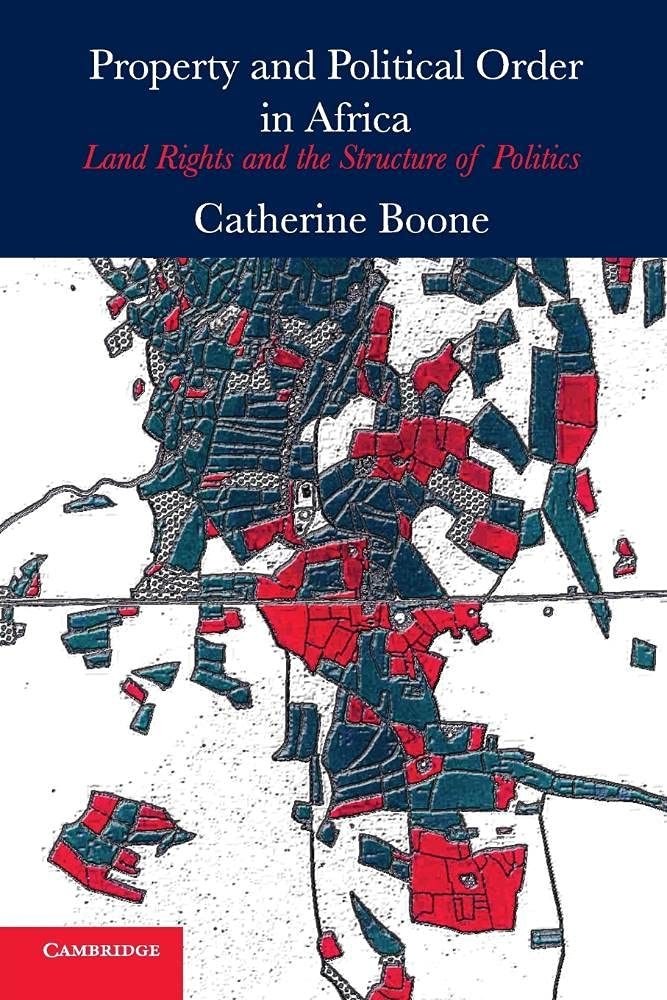 Property and Political Order
in Africa
Land Rights and the Structure of Politics
Catherine Boone
CAMBRIDGE